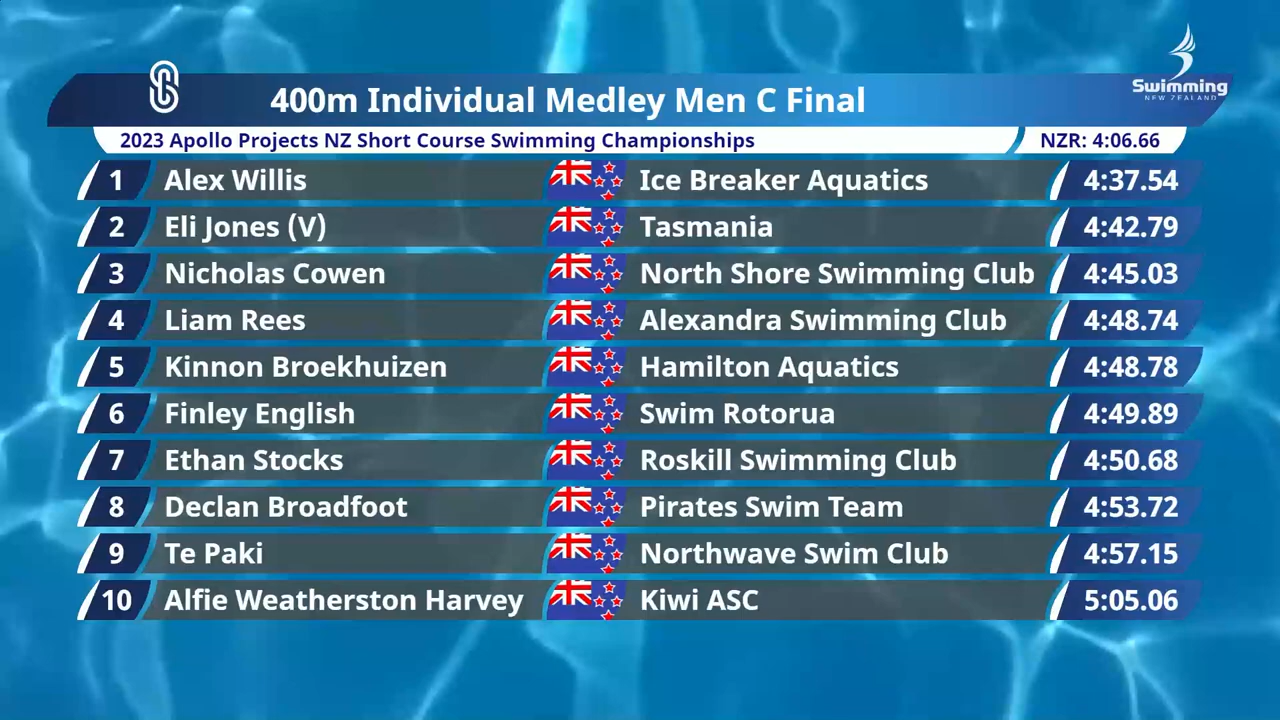 400m Individual Medley Men C Final
Swimming
NEW ZEALAND
2023 Apollo Projects NZ Short Course Swimming Championships NZR: 4:06.66
1 Alex Willis Ice Breaker Aquatics 4:37.54
2 Eli Jones (V) Tasmania 4:42.79
3 Nicholas Cowen North Shore Swimming Club 4:45.03
4 Liam Rees Alexandra Swimming Club 4:48.74
5 Kinnon Broekhuizen Hamilton Aquatics 4:48.78
6 Finley English Swim Rotorua 4:49.89
7 Ethan Stocks Roskill Swimming Club 4:50.68
8 Declan Broadfoot Pirates Swim Team 4:53.72
9 Te Paki Northwave Swim Club 4:57.15
10 Alfie Weatherston Harvey Kiwi ASC 5:05.06